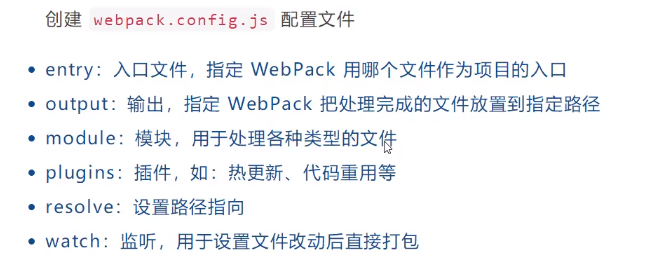 创建 webpack.config.js 配置文件
• entry：入口文件，指定 WebPack 用哪个文件作为项目的入口
• output：输出，指定 WebPack 把处理完成的文件放置到指定路径
• module：模块，用于处理各种类型的文件
• plugins：插件，如：热更新、代码重用等
• resolve：设置路径指向
• watch：监听，用于设置文件改动后直接打包